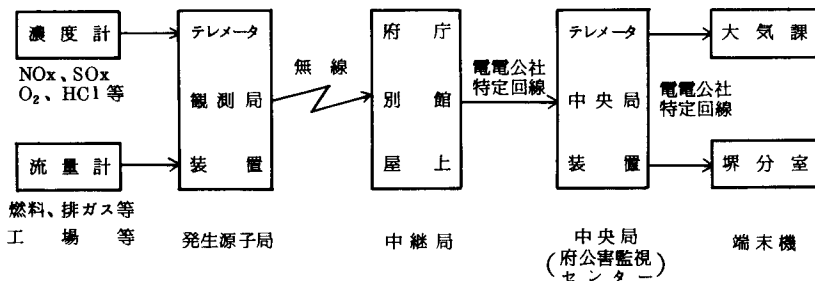 濃度計
NOx、SOx
O₂、HCl等
流量計
燃料、排ガス等
工場等
テレメータ
観測局
装置
発生源子局
無線
府庁
別館
屋上
中継局
電電公社
特定回線
テレメータ
中央局
装置
中央局
(府公害監視
センター)
電電公社
特定回線
大気課
堺分室
端末機